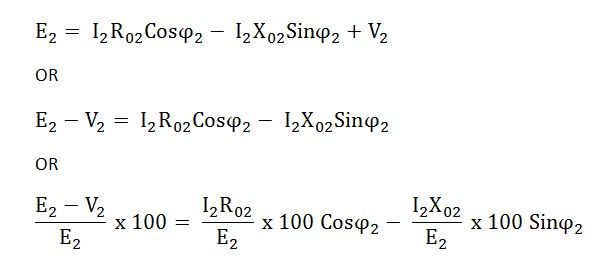 E₂ = I₂R₀₂Cosφ₂ − I₂X₀₂Sinφ₂ + V₂
OR
E₂ − V₂ = I₂R₀₂Cosφ₂ − I₂X₀₂Sinφ₂
OR
(E₂ − V₂)/E₂ x 100 = (I₂R₀₂)/E₂ x 100 Cosφ₂ − (I₂X₀₂)/E₂ x 100 Sinφ₂